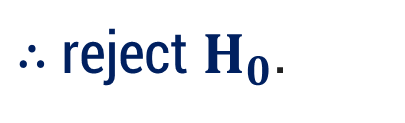 ∴ reject H₀.